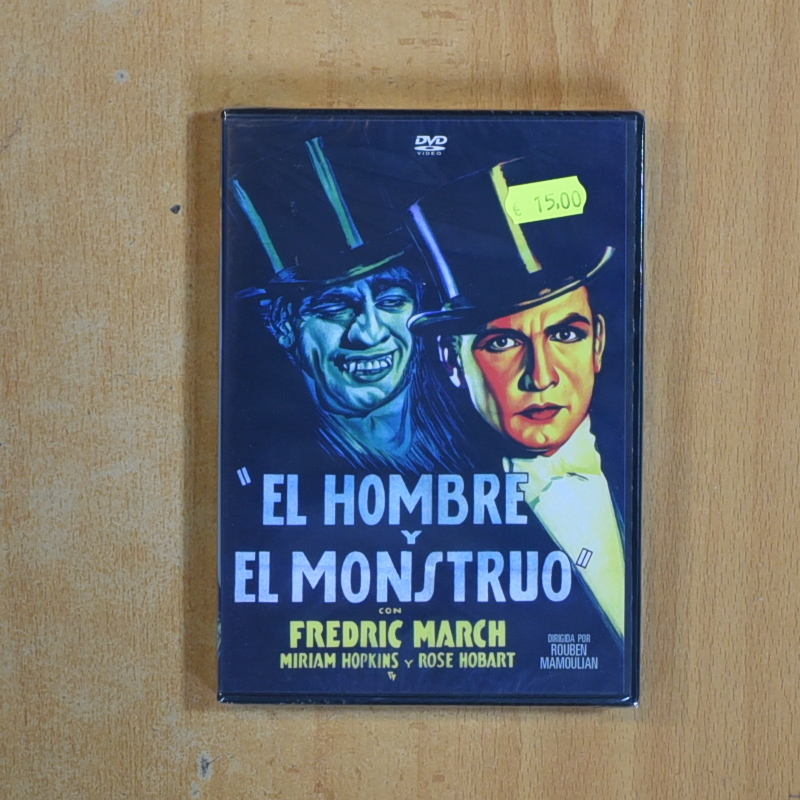 DVD
VIDEO
€ 15,00
"EL HOMBRE
Y
EL MONSTRUO"
CON
FREDRIC MARCH
MIRIAM HOPKINS Y ROSE HOBART
DIRIGIDA POR
ROUBEN
MAMOULIAN